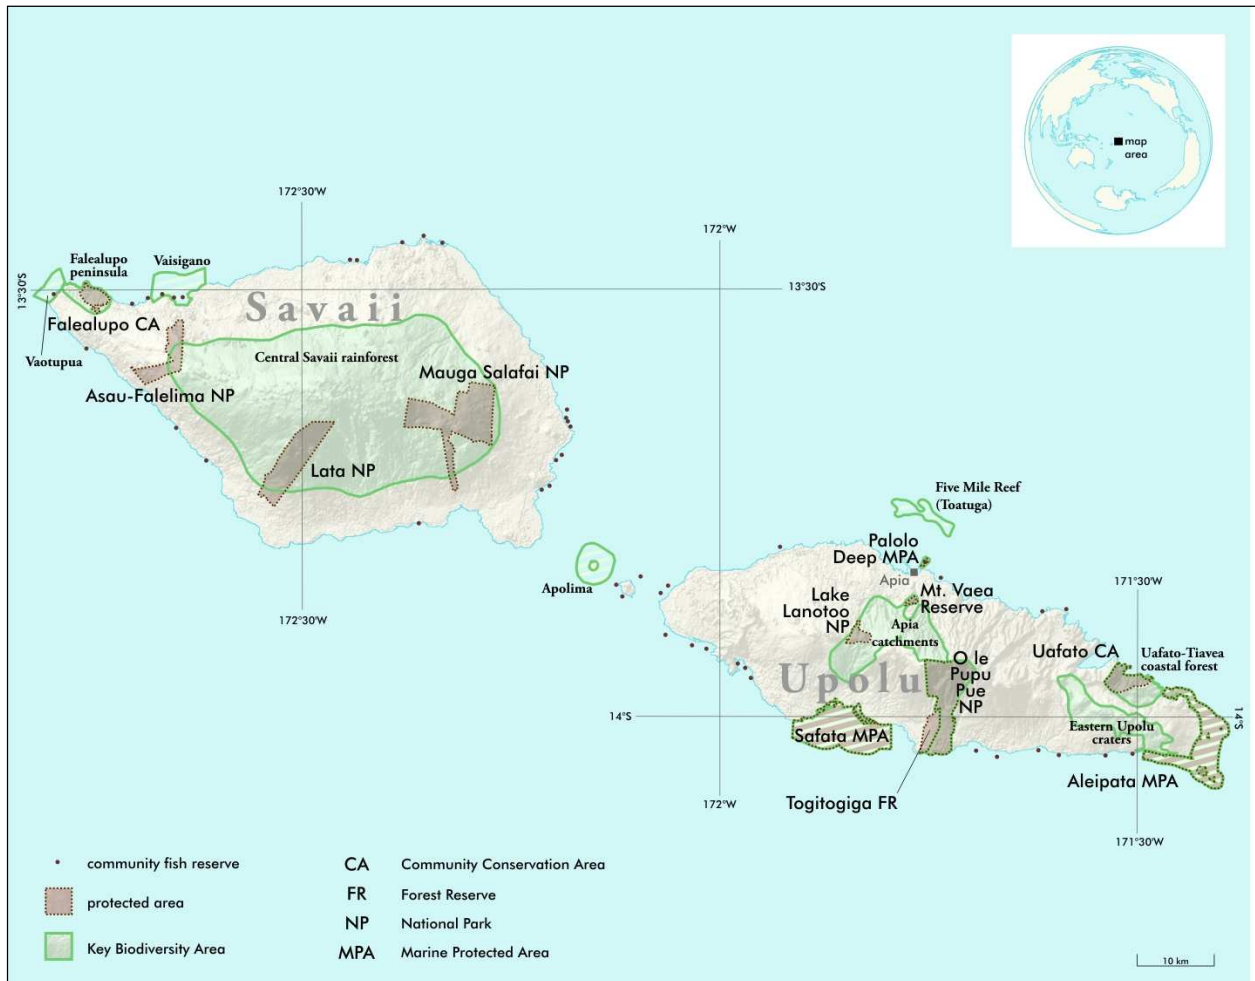 map
area
172°30'W
172°W
13°30'S
13°30'S
Falealupo
peninsula
Vaisigano
Savaii
Falealupo CA
Vaotupua
Central Savaii rainforest
Mauga Salafai NP
Asau-Falelima NP
Lata NP
Five Mile Reef
(Toatuga)
Palolo
Deep MPA
Apia
Apolima
171°30'W
172°30'W
Lake
Lanotoo
NP
Mt. Vaea
Reserve
Apia
catchments
Uafato CA
Uafato-Tiavea
coastal forest
O le
Pupu
Pue
NP
Upolu
14°S
14°S
Safata MPA
Eastern Upolu
craters
Aleipata MPA
Togitogiga FR
172°W
171°30'W
community fish reserve
protected area
Key Biodiversity Area
CA Community Conservation Area
FR Forest Reserve
NP National Park
MPA Marine Protected Area
10 km